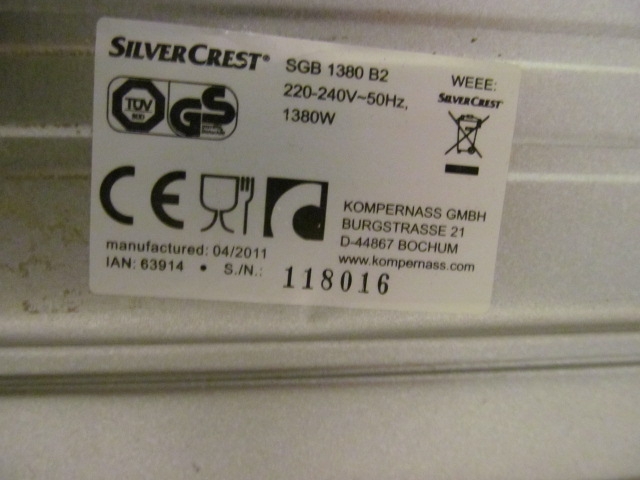 SILVERCREST®
SGB 1380 B2
220-240V~50Hz,
1380W
WEEE:
SILVERCREST
TÜV
GS
CE
KOMPERNASS GMBH
BURGSTRASSE 21
D-44867 BOCHUM
www.kompernass.com
manufactured: 04/2011
IAN: 63914 • S./N.: 118016